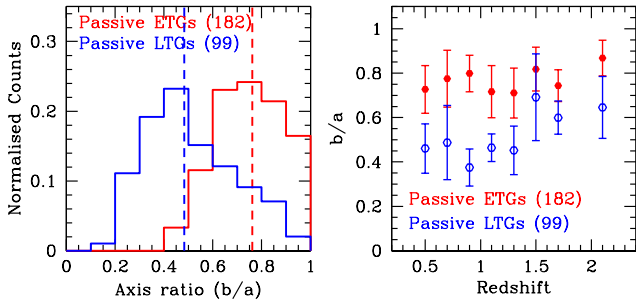 Passive ETGs (182)
Passive LTGs (99)
0.3
0.2
0.1
0
Normalised Counts
0 0.2 0.4 0.6 0.8 1
Axis ratio (b/a)
1
0.8
0.6
0.4
0.2
0
b/a
Passive ETGs (182)
Passive LTGs (99)
0.5 1 1.5 2
Redshift